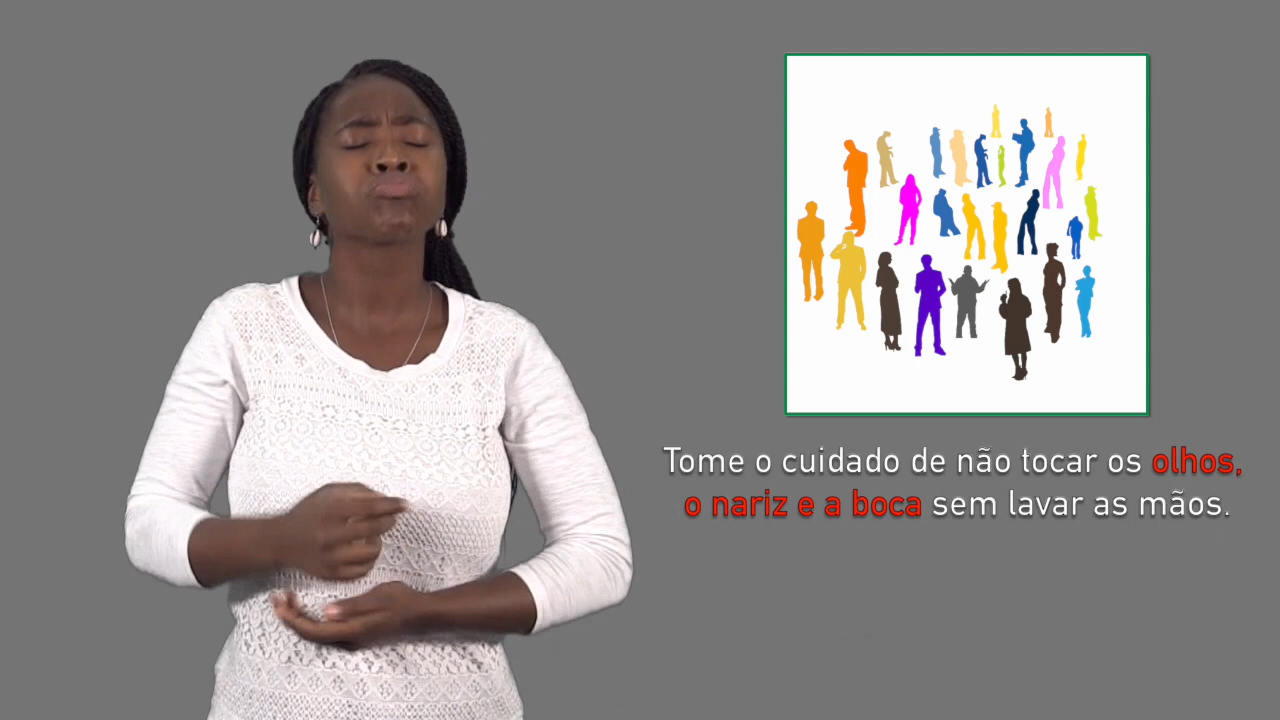 Tome o cuidado de não tocar os olhos,
o nariz e a boca sem lavar as mãos.